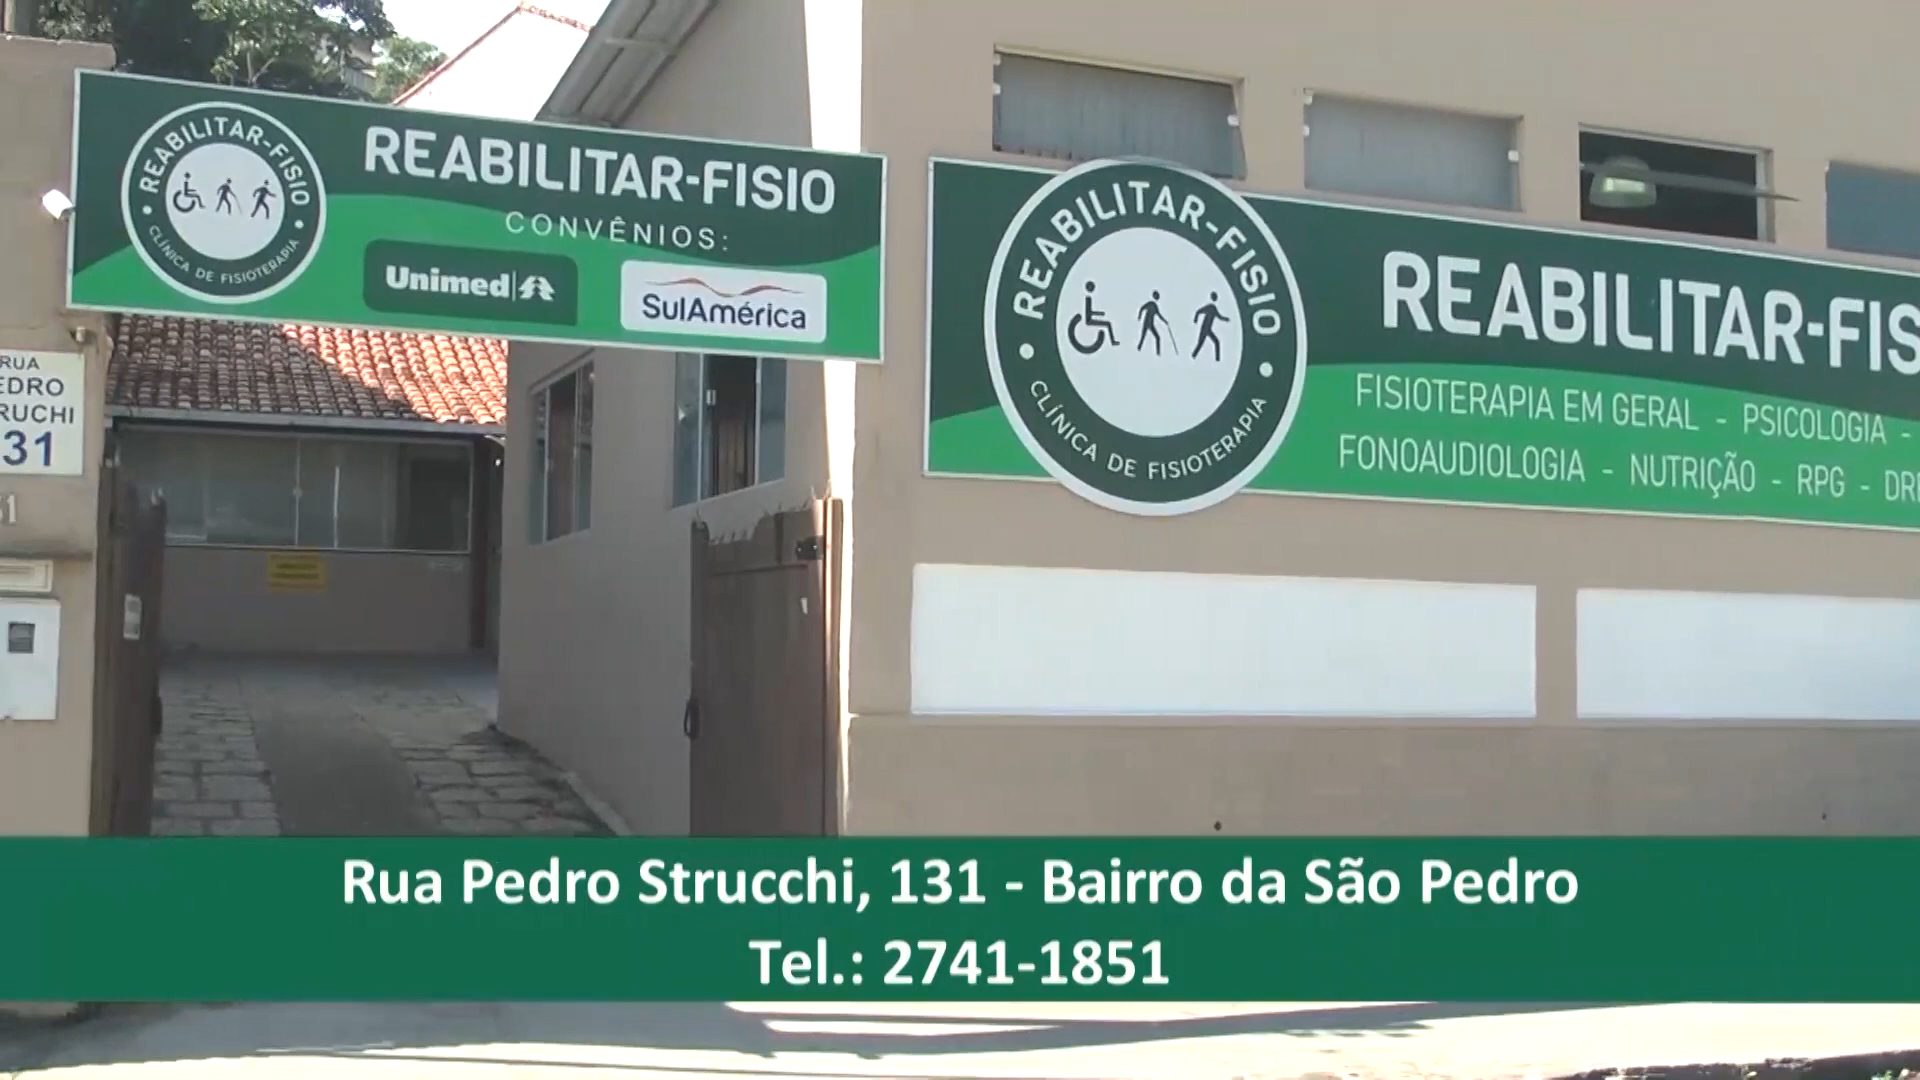 REABILITAR-FISIO
CLÍNICA DE FISIOTERAPIA
REABILITAR-FISIO
CONVÊNIOS:
Unimed
SulAmérica
REABILITAR-FISIO
CLÍNICA DE FISIOTERAPIA
REABILITAR-FIS
FISIOTERAPIA EM GERAL - PSICOLOGIA -
FONOAUDIOLOGIA - NUTRIÇÃO - RPG - DR
RUA
EDRO
RUCHI
31
Rua Pedro Strucchi, 131 - Bairro da São Pedro
Tel.: 2741-1851